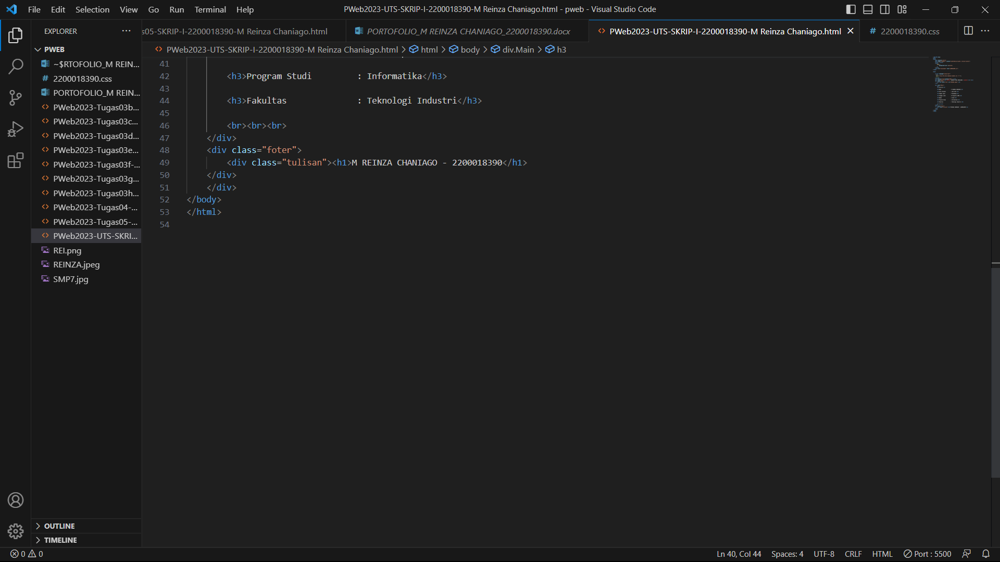 File Edit Selection View Go Run Terminal Help
PWeb2023-UTS-SKRIP-I-2200018390-M Reinza Chaniago.html - pweb - Visual Studio Code
EXPLORER
s05-SKRIP-I-2200018390-M Reinza Chaniago.html
PORTOFOLIO_M REINZA CHANIAGO_2200018390.docx
PWeb2023-UTS-SKRIP-I-2200018390-M Reinza Chaniago.html
# 2200018390.css
PWeb2023-UTS-SKRIP-I-2200018390-M Reinza Chaniago.html > html > body > div.Main > h3
PWEB
~$RTOFOLIO_M REIN...
# 2200018390.css
PORTOFOLIO_M REIN...
PWeb2023-Tugas03b...
PWeb2023-Tugas03c...
PWeb2023-Tugas03d...
PWeb2023-Tugas03e...
PWeb2023-Tugas03f-...
PWeb2023-Tugas03g...
PWeb2023-Tugas03h...
PWeb2023-Tugas04-...
PWeb2023-Tugas05-...
PWeb2023-UTS-SKRI...
REI.png
REINZA.jpeg
SMP7.jpg
OUTLINE
TIMELINE
41
42 <h3>Program Studi : Informatika</h3>
43
44 <h3>Fakultas : Teknologi Industri</h3>
45
46 <br><br><br>
47 </div>
48 <div class="foter">
49 <div class="tulisan"><h1>M REINZA CHANIAGO - 2200018390</h1>
50 </div>
51 </div>
52 </body>
53 </html>
54
0 0
Ln 40, Col 44 Spaces: 4 UTF-8 CRLF HTML Port : 5500